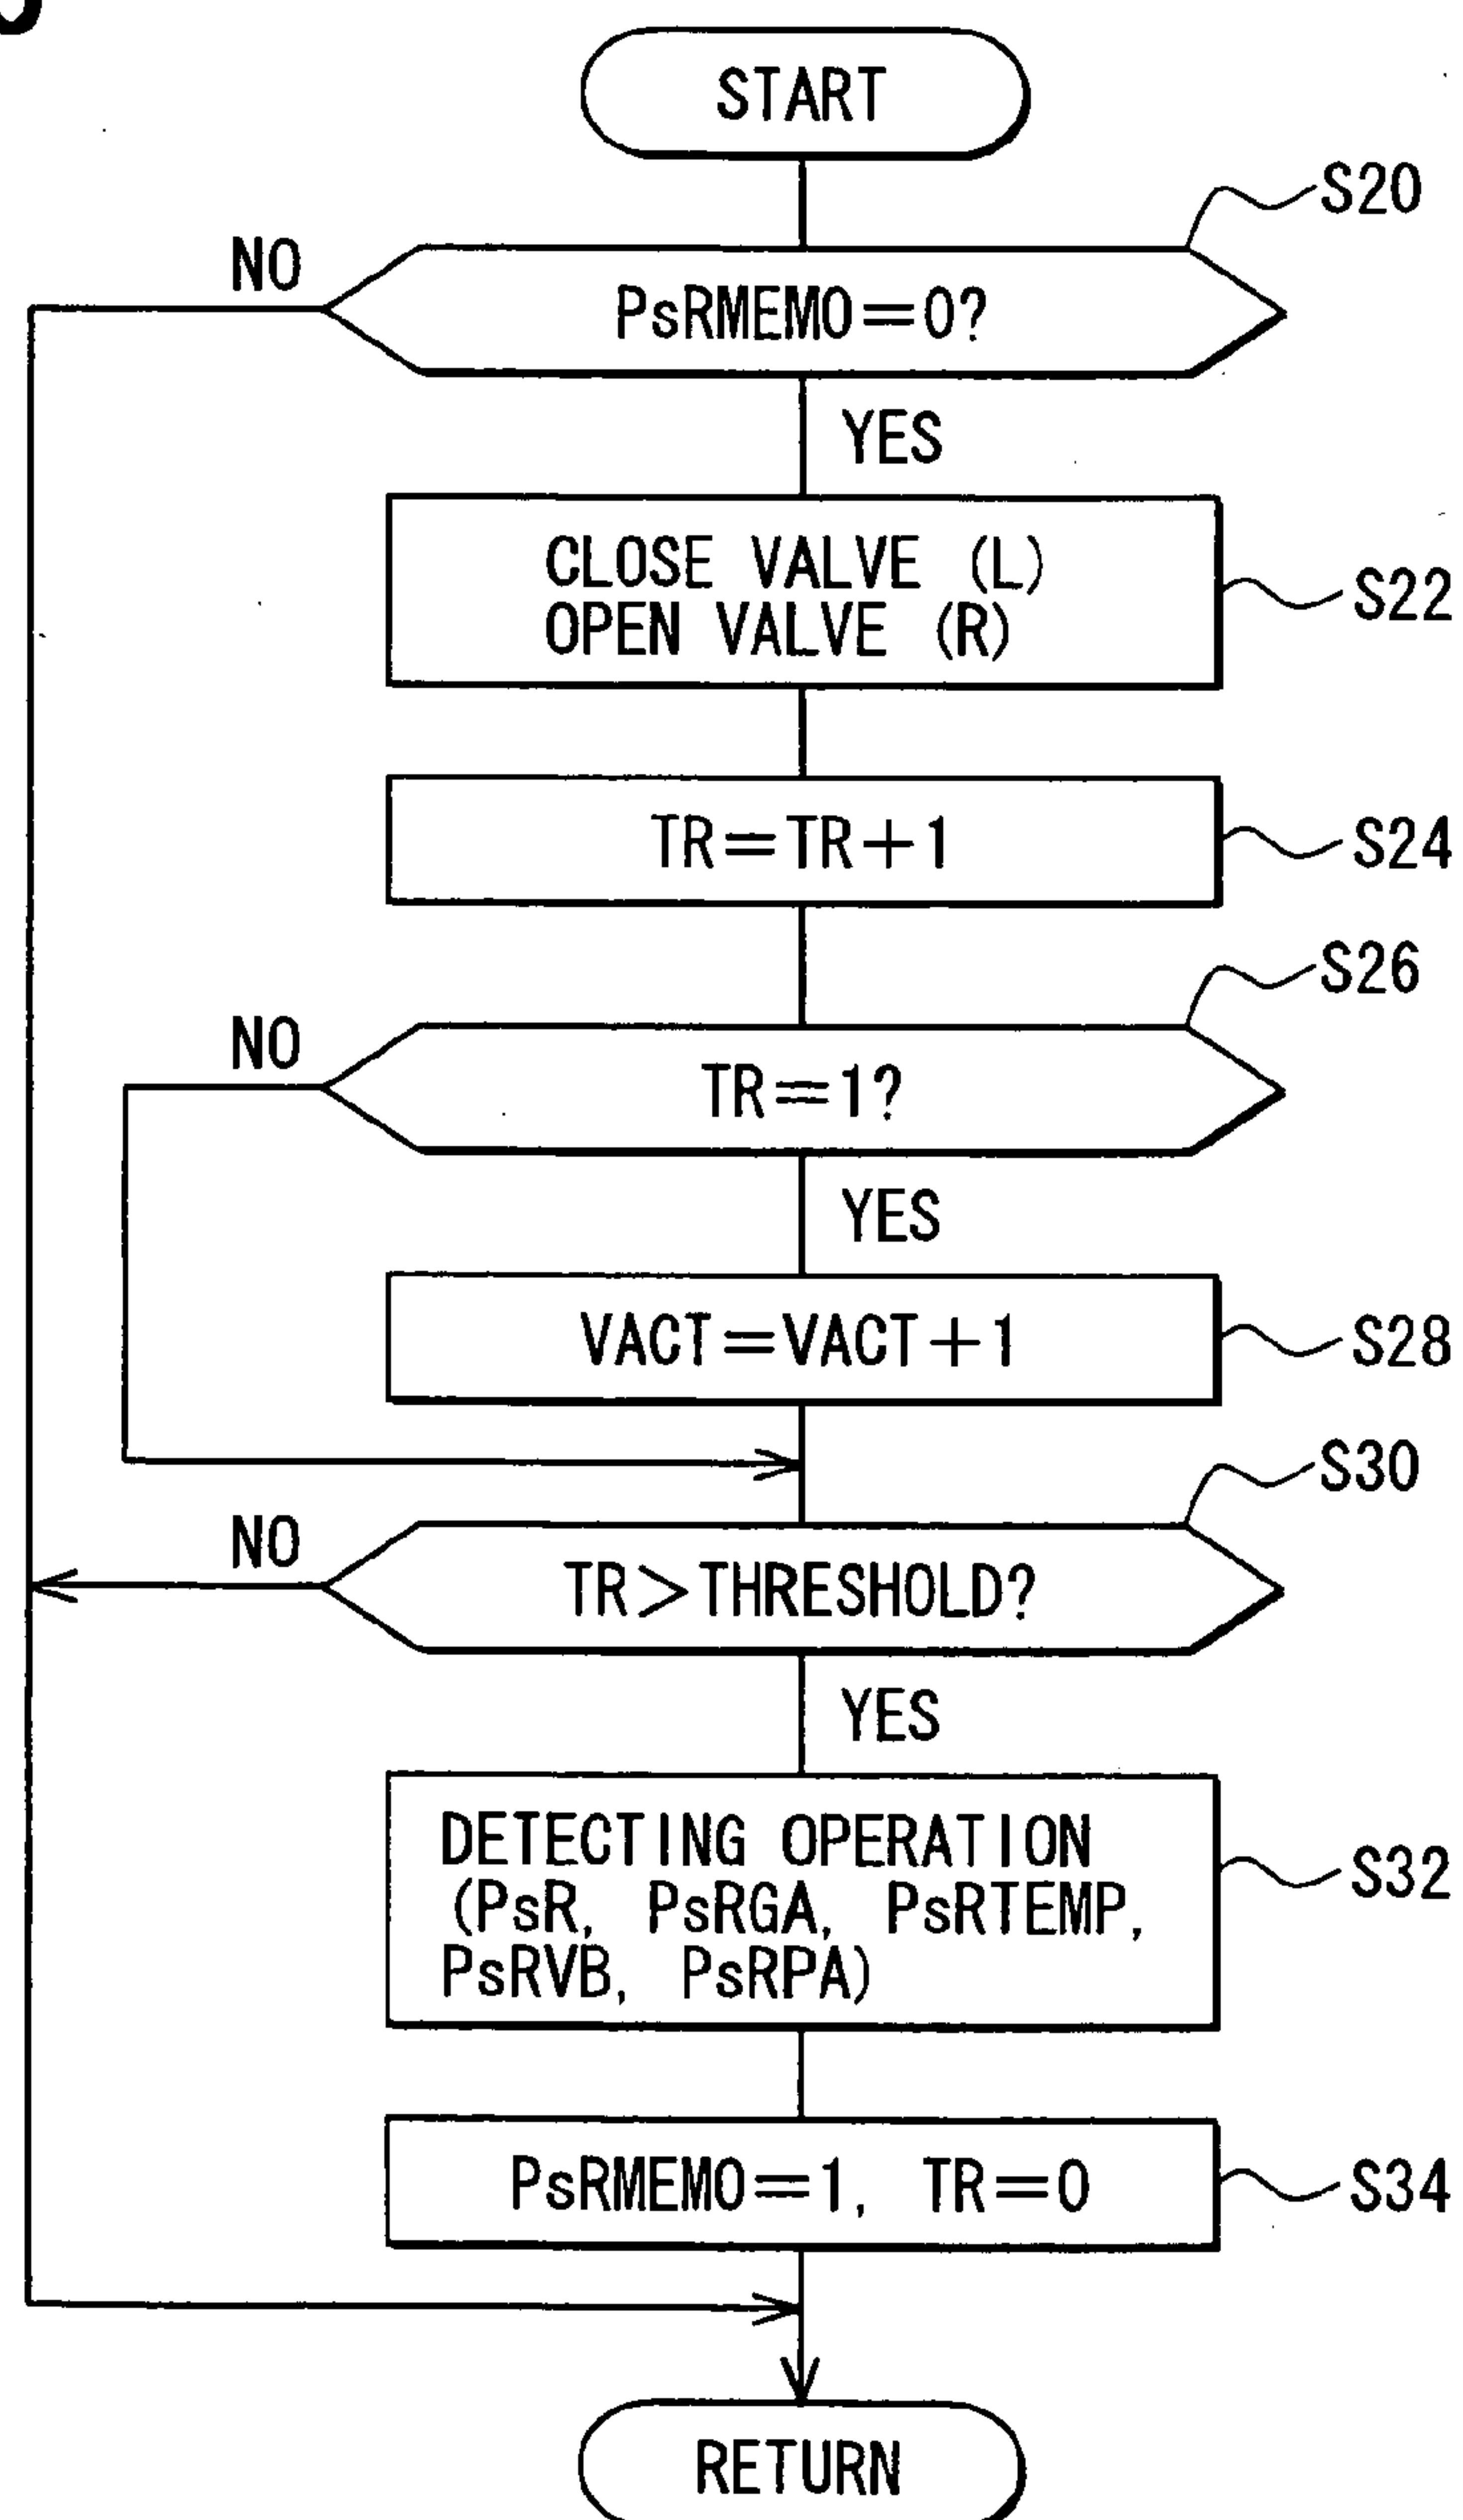 START
S20
NO
PsRMEMO=0?
YES
CLOSE VALVE (L)
OPEN VALVE (R)
S22
TR=TR+1
S24
S26
NO
TR=1?
YES
VACT=VACT+1
S28
S30
NO
TR>THRESHOLD?
YES
DETECTING OPERATION
(PsR, PsRGA, PsRTEMP,
PsRVB, PsRPA)
S32
PsRMEMO=1, TR=0
S34
RETURN